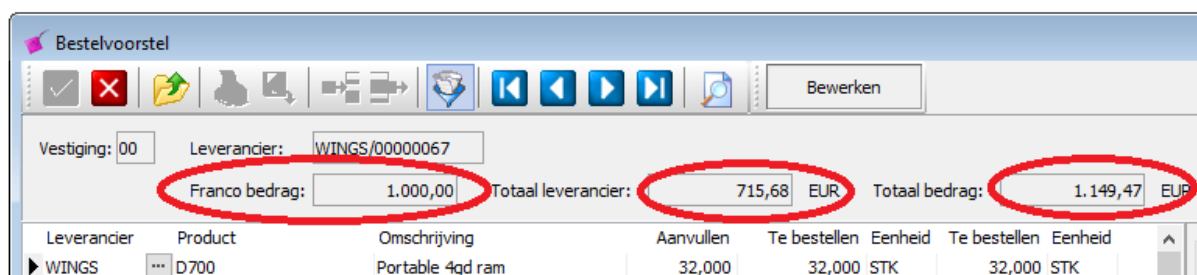 Bestelvoorstel
Bewerken
Vestiging: 00 Leverancier: WINGS/00000067
Franco bedrag: 1.000,00 Totaal leverancier: 715,68 EUR Totaal bedrag: 1.149,47 EUR
Leverancier Product Omschrijving Aanvullen Te bestellen Eenheid Te bestellen Eenheid
WINGS ... D700 Portable 4gd ram 32,000 32,000 STK 32,000 STK